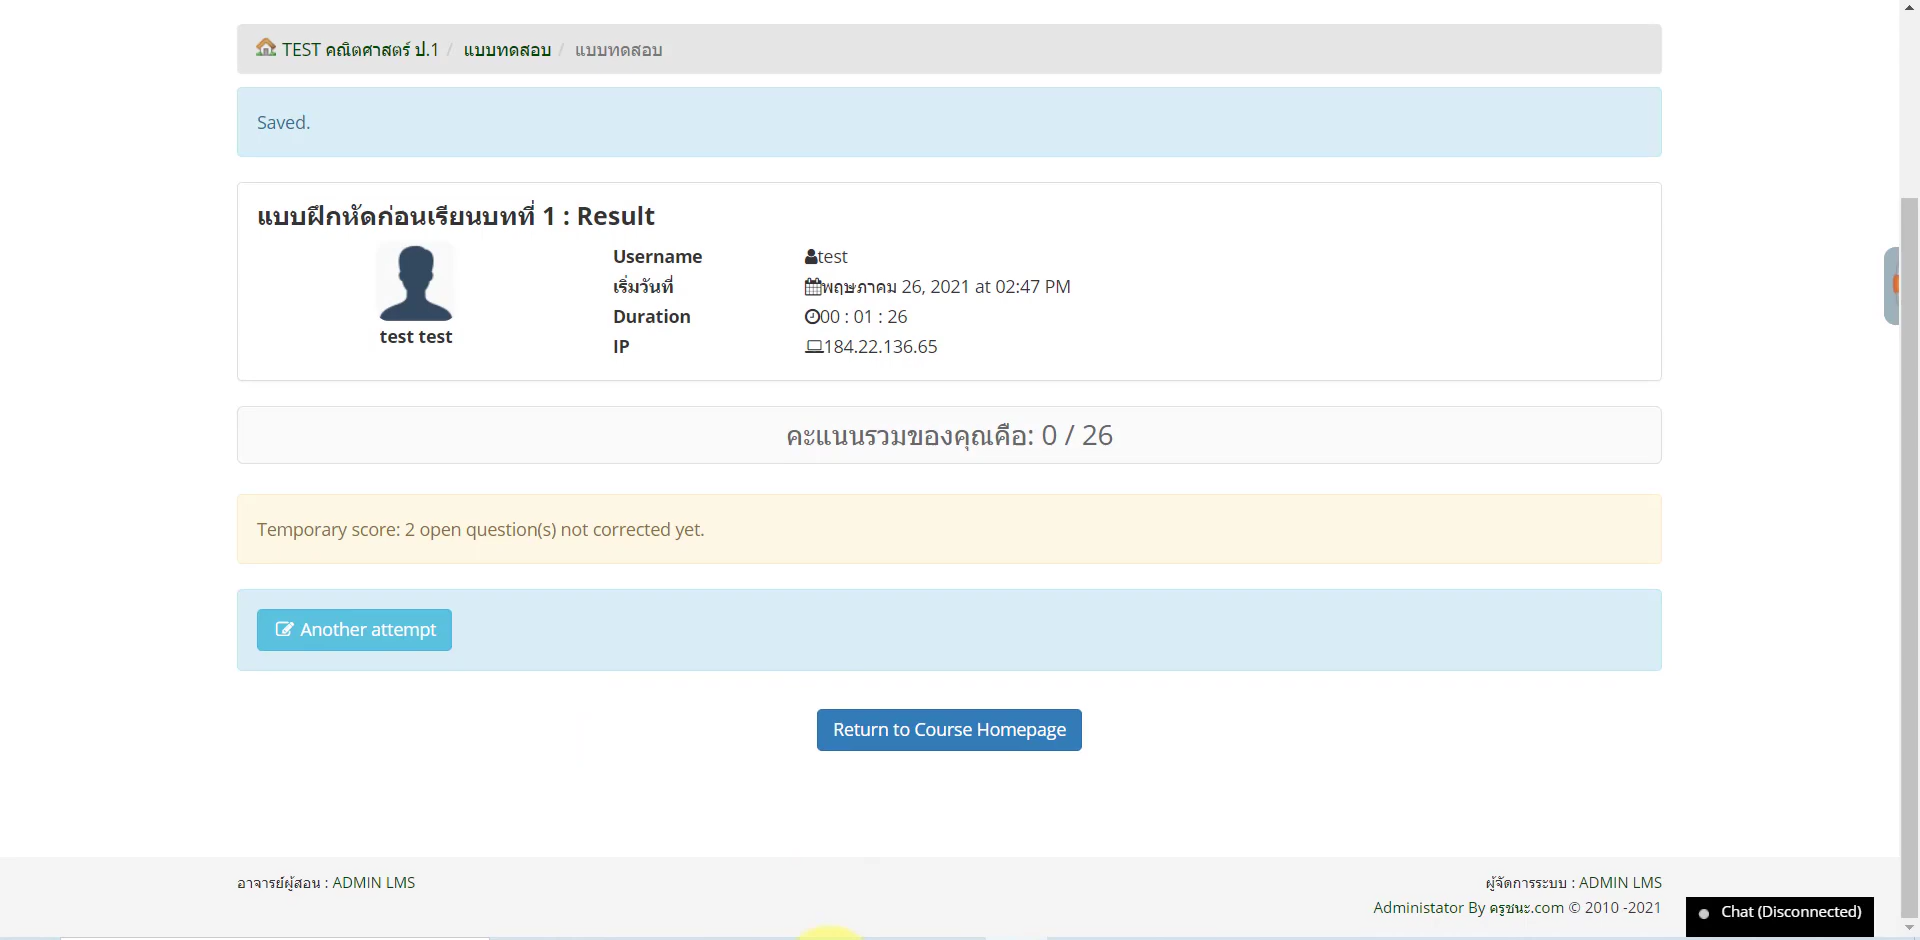 TEST คณิตศาสตร์ ป.1 / แบบทดสอบ / แบบทดสอบ
Saved.
แบบฝึกหัดก่อนเรียนบทที่ 1 : Result
test test
Username test
เริ่มวันที่ พฤษภาคม 26, 2021 at 02:47 PM
Duration 00 : 01 : 26
IP 184.22.136.65
คะแนนรวมของคุณคือ: 0 / 26
Temporary score: 2 open question(s) not corrected yet.
Another attempt
Return to Course Homepage
อาจารย์ผู้สอน : ADMIN LMS
ผู้จัดการระบบ : ADMIN LMS
Administator By ครูชนะ.com © 2010 -2021
Chat (Disconnected)